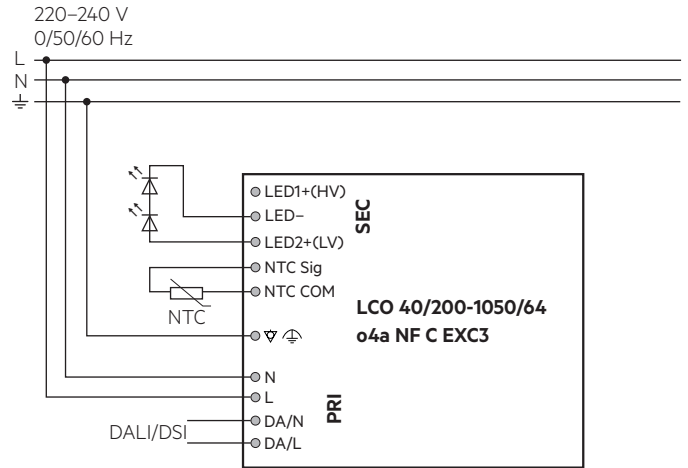 220–240 V
0/50/60 Hz
L
N
LED1+(HV)
LED–
SEC
LED2+(LV)
NTC Sig
NTC COM
NTC
LCO 40/200-1050/64
o4a NF C EXC3
N
L
PRI
DALI/DSI
DA/N
DA/L